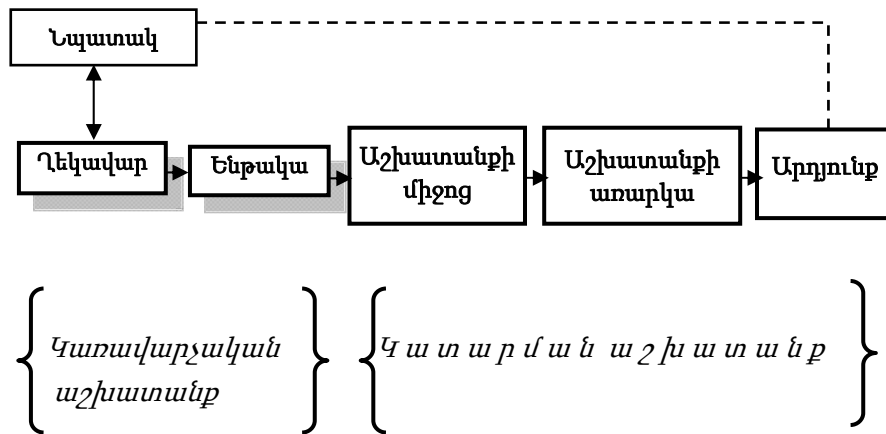 Նպատակ
Ղեկավար
Ենթակա
Աշխատանքի
միջոց
Աշխատանքի
առարկա
Արդյունք
Կառավարչական
աշխատանք
Կ ա տ ա ր մ ա ն  ա շ խ ա տ ա ն ք